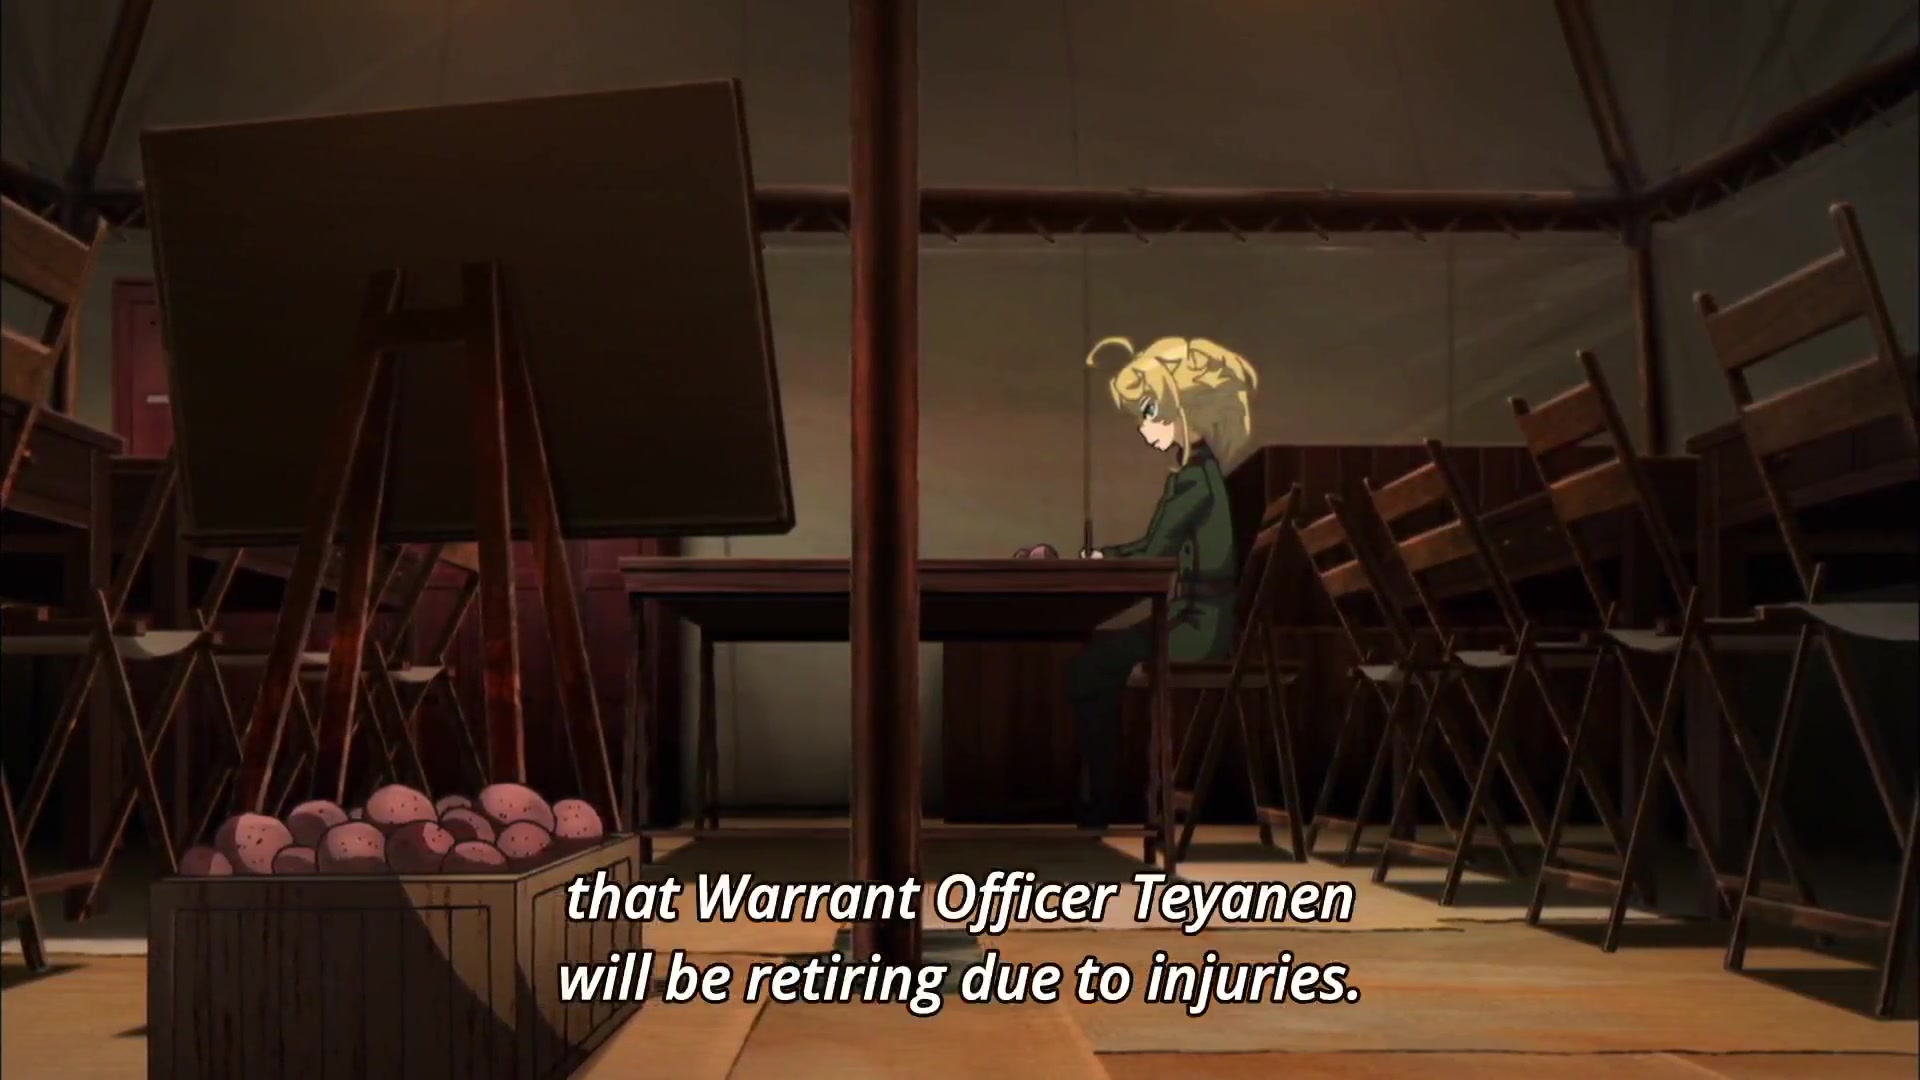 that Warrant Officer Teyanen
will be retiring due to injuries.